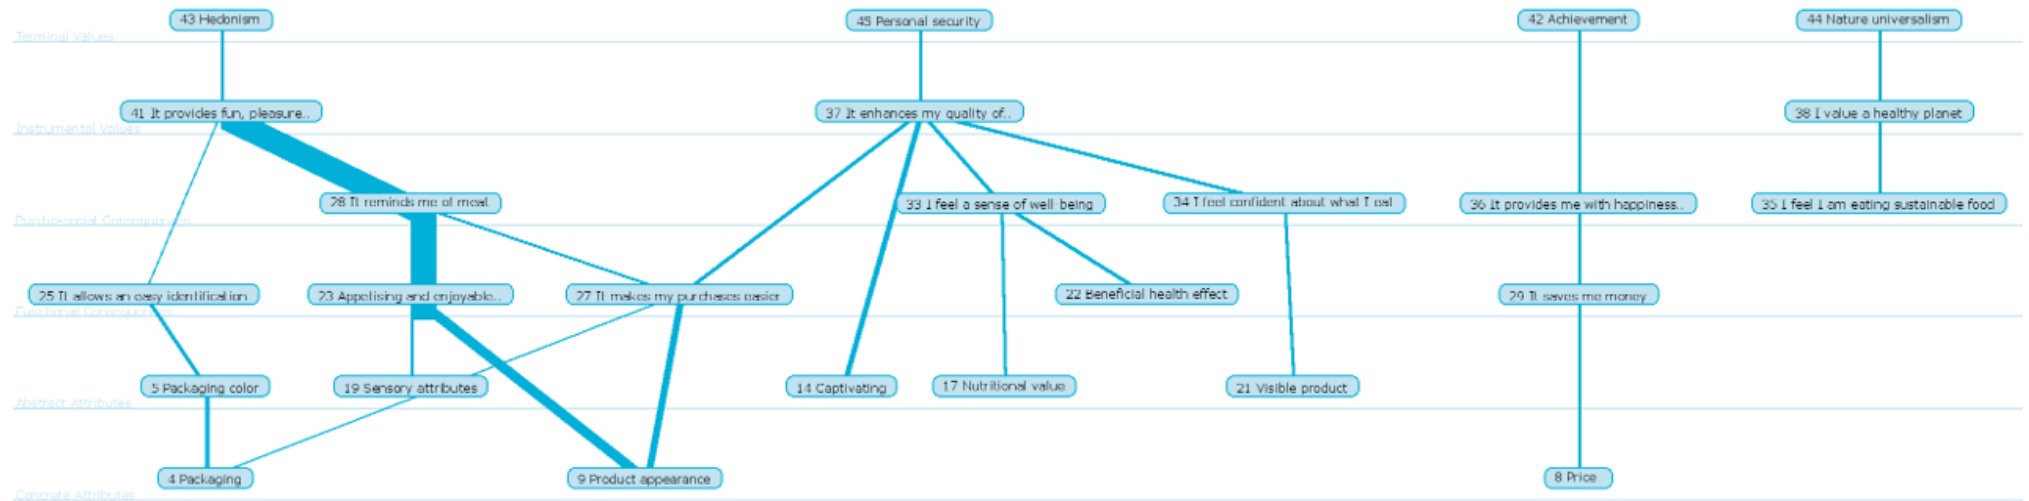 43 Hedonism
45 Personal security
42 Achievement
44 Nature universalism
Terminal Values
41 It provides fun, pleasure..
37 It enhances my quality of..
38 I value a healthy planet
Instrumental Values
28 It reminds me of meat
33 I feel a sense of well being
34 I feel confident about what I eat
36 It provides me with happiness..
35 I feel I am eating sustainable food
Psycho-social Consequences
25 It allows an easy identification
23 Appetising and enjoyable..
27 It makes my purchases easier
22 Beneficial health effect
29 It saves me money
Functional Consequences
5 Packaging color
19 Sensory attributes
14 Captivating
17 Nutritional value
21 Visible product
Abstract Attributes
4 Packaging
9 Product appearance
8 Price
Concrete Attributes